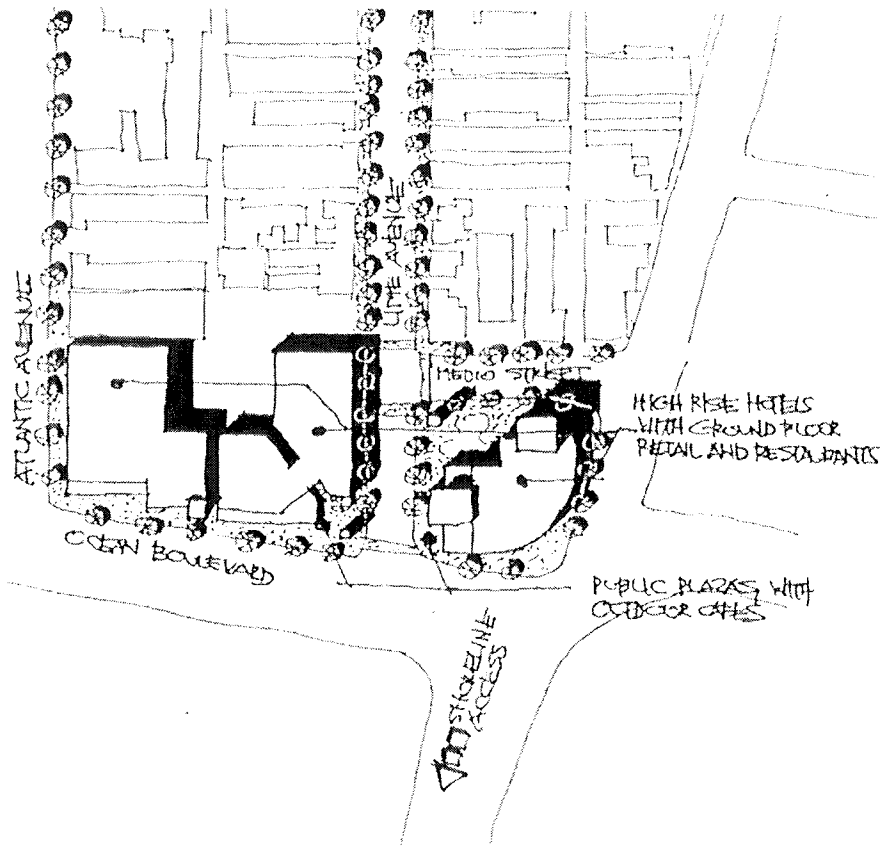 ATLANTIC AVENUE
LIME AVENUE
MEDIO STREET
HIGH RISE HOTELS
WITH GROUND FLOOR
RETAIL AND RESTAURANTS
OCEAN BOULEVARD
PUBLIC PLAZAS WITH
OUTDOOR CAFES
SHORELINE
ACCESS